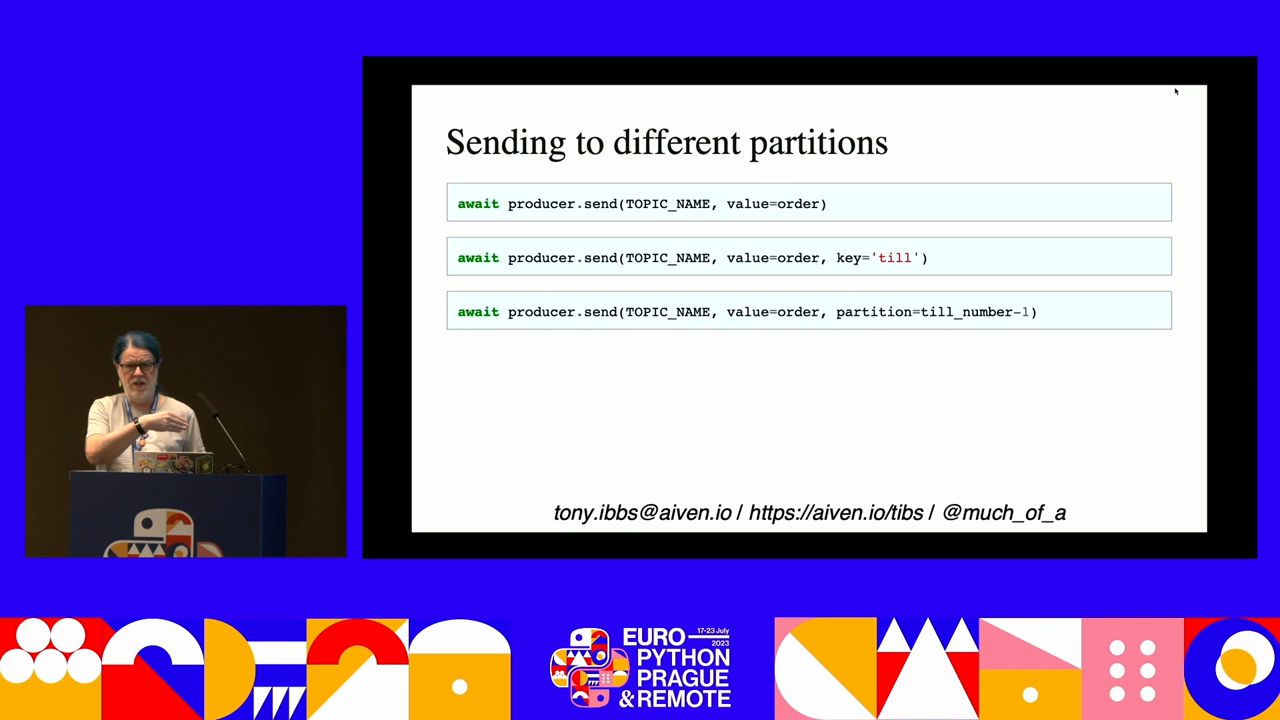 Sending to different partitions
await producer.send(TOPIC_NAME, value=order)
await producer.send(TOPIC_NAME, value=order, key='till')
await producer.send(TOPIC_NAME, value=order, partition=till_number-1)
tony.ibbs@aiven.io / https://aiven.io/tibs / @much_of_a
EURO
17-23 July
2023
PYTHON
PRAGUE
& REMOTE